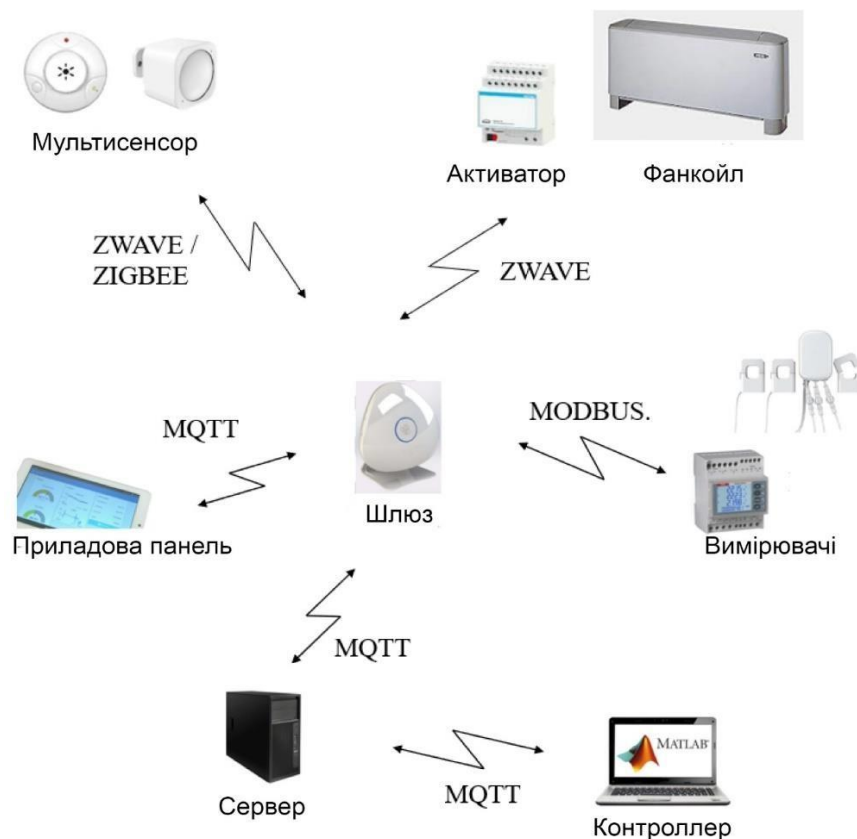 Мультисенсор
Активатор
Фанкойл
ZWAVE /
ZIGBEE
ZWAVE
MQTT
MODBUS.
Шлюз
Приладова панель
Вимірювачі
MQTT
MATLAB
MQTT
Сервер
Контроллер